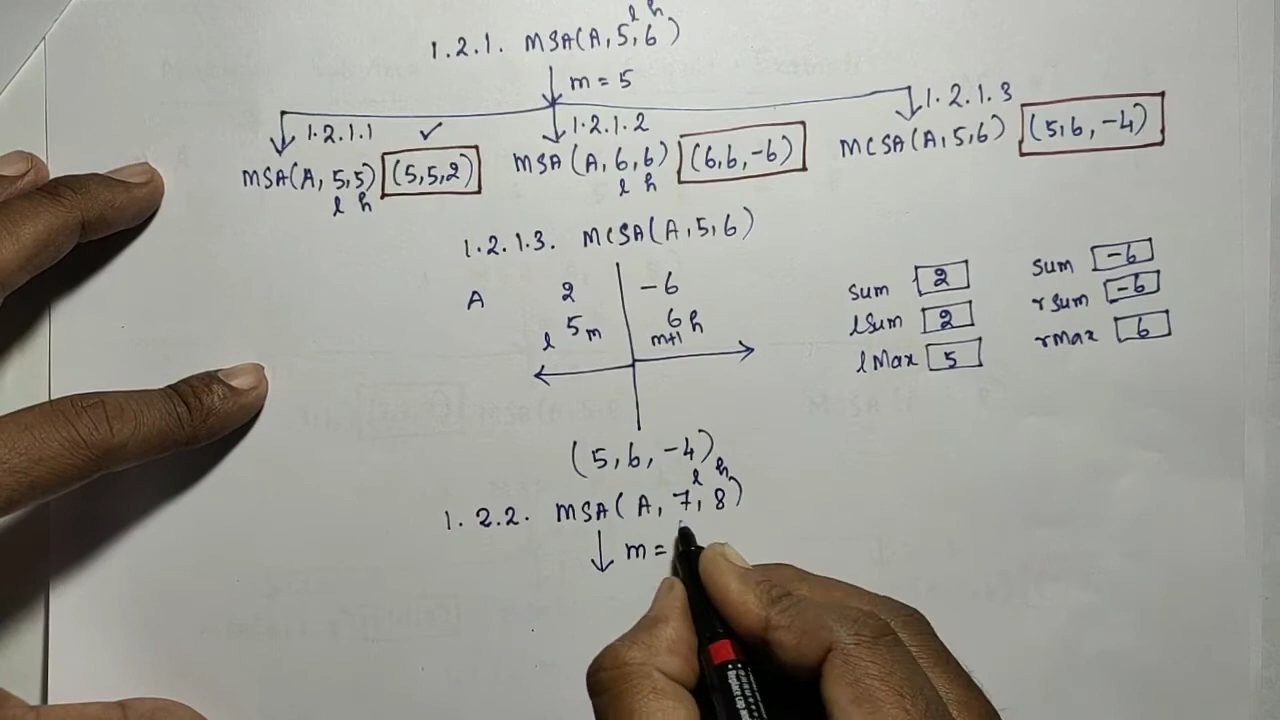 l h
1.2.1. MSA(A,5,6)
m = 5
1.2.1.1 ✓ 1.2.1.2 1.2.1.3
MSA(A, 5,5) (5,5,2) MSA (A, 6,6) (6,6,-6) MCSA(A,5,6) (5,6,-4)
l h l h
1.2.1.3. MCSA(A,5,6)
A 2 -6
l 5 m 6 h
m+1
sum 2 sum -6
lsum 2 rsum -6
lMax 5 rmax 6
(5,6,-4)
l h
1.2.2. MSA(A, 7, 8)
m =
Replace cap